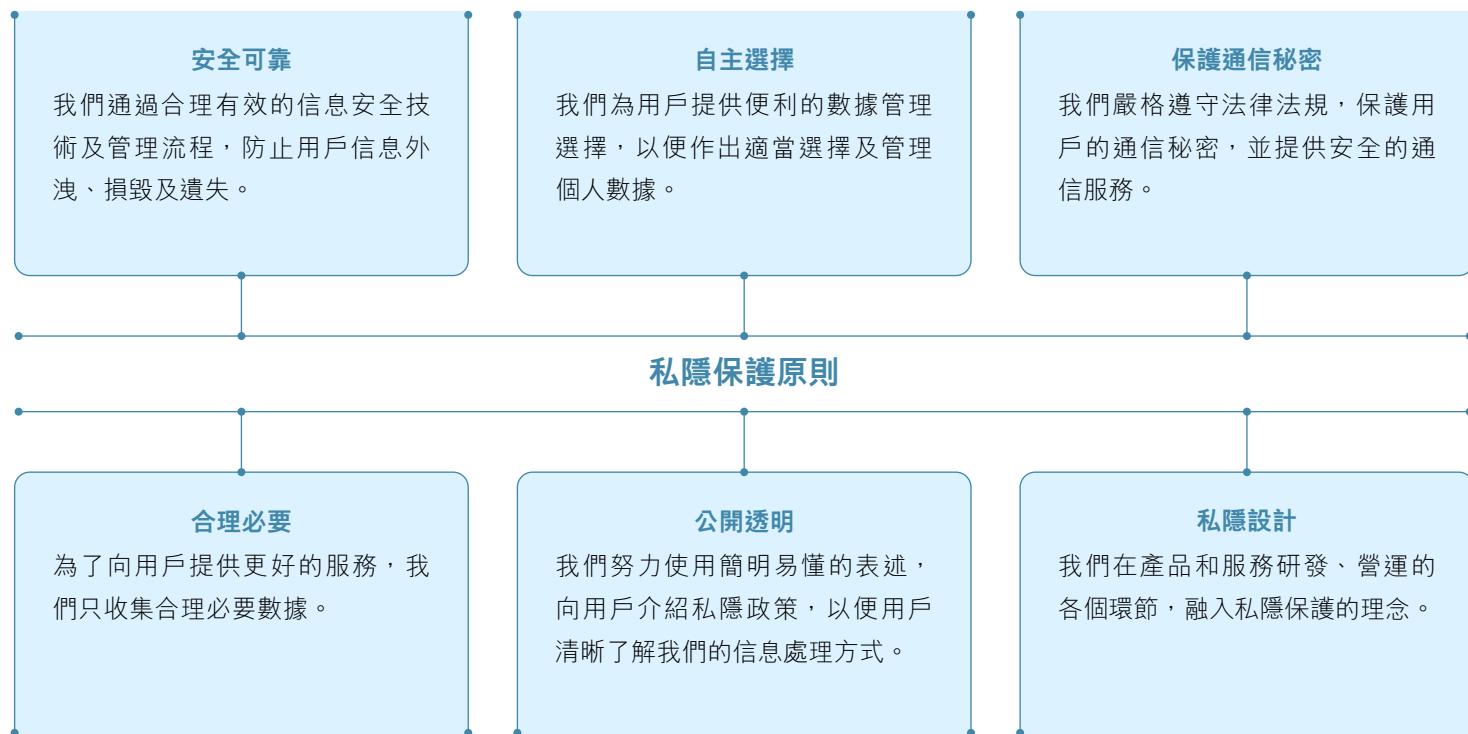 安全可靠
我們通過合理有效的信息安全技
術及管理流程，防止用戶信息外
洩、損毀及遺失。
自主選擇
我們為用戶提供便利的數據管理
選擇，以便作出適當選擇及管理
個人數據。
保護通信秘密
我們嚴格遵守法律法規，保護用
戶的通信秘密，並提供安全的通
信服務。
私隱保護原則
合理必要
為了向用戶提供更好的服務，我
們只收集合理必要數據。
公開透明
我們努力使用簡明易懂的表述，
向用戶介紹私隱政策，以便用戶
清晰了解我們的信息處理方式。
私隱設計
我們在產品和服務研發、營運的
各個環節，融入私隱保護的理念。